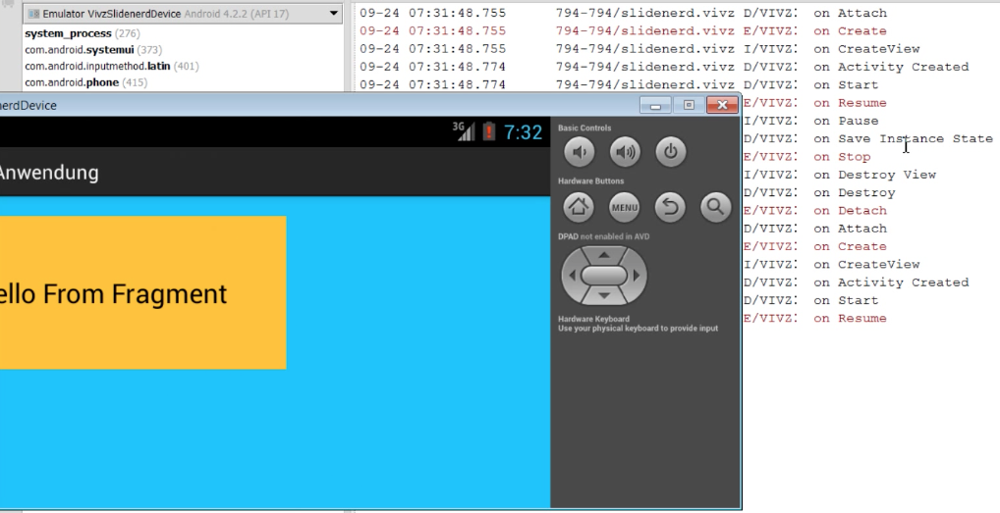 Emulator VivzSlidenerdDevice Android 4.2.2 (API 17)
system_process (276)
com.android.systemui (373)
com.android.inputmethod.latin (401)
com.android.phone (415)
09-24 07:31:48.755 794-794/slidenerd.vivz D/VIVZ: on Attach
09-24 07:31:48.755 794-794/slidenerd.vivz E/VIVZ: on Create
09-24 07:31:48.755 794-794/slidenerd.vivz I/VIVZ: on CreateView
09-24 07:31:48.774 794-794/slidenerd.vivz D/VIVZ: on Activity Created
09-24 07:31:48.774 794-794/slidenerd.vivz D/VIVZ: on Start
E/VIVZ: on Resume
I/VIVZ: on Pause
D/VIVZ: on Save Instance State
E/VIVZ: on Stop
I/VIVZ: on Destroy View
D/VIVZ: on Destroy
E/VIVZ: on Detach
D/VIVZ: on Attach
E/VIVZ: on Create
I/VIVZ: on CreateView
D/VIVZ: on Activity Created
D/VIVZ: on Start
E/VIVZ: on Resume
nerdDevice
3G 7:32
Anwendung
ello From Fragment
Basic Controls
Hardware Buttons
MENU
DPAD not enabled in AVD
Hardware Keyboard
Use your physical keyboard to provide input